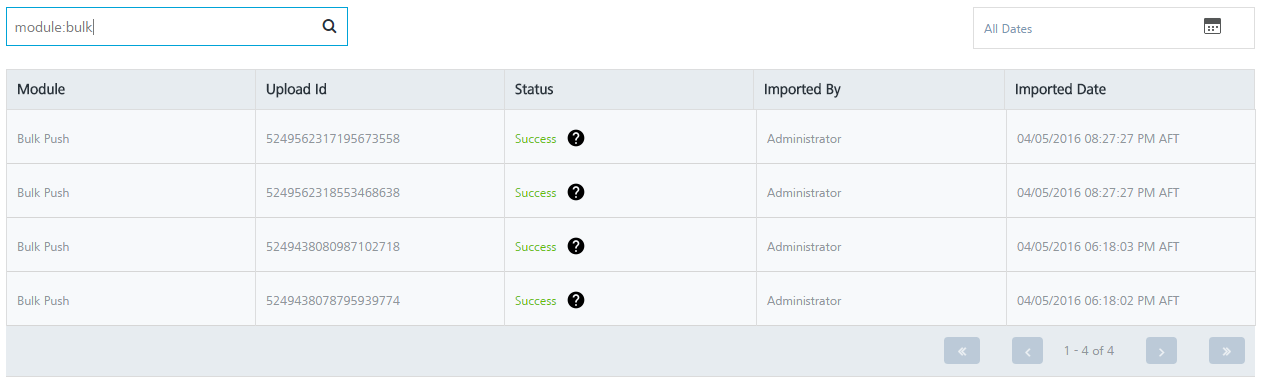 module:bulk
All Dates
Module Upload Id Status Imported By Imported Date
Bulk Push 5249562317195673558 Success ? Administrator 04/05/2016 08:27:27 PM AFT
Bulk Push 5249562318553468638 Success ? Administrator 04/05/2016 08:27:27 PM AFT
Bulk Push 5249438080987102718 Success ? Administrator 04/05/2016 06:18:03 PM AFT
Bulk Push 5249438078795939774 Success ? Administrator 04/05/2016 06:18:02 PM AFT
« ‹ 1 - 4 of 4 › »